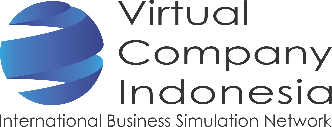 Virtual
Company
Indonesia
International Business Simulation Network